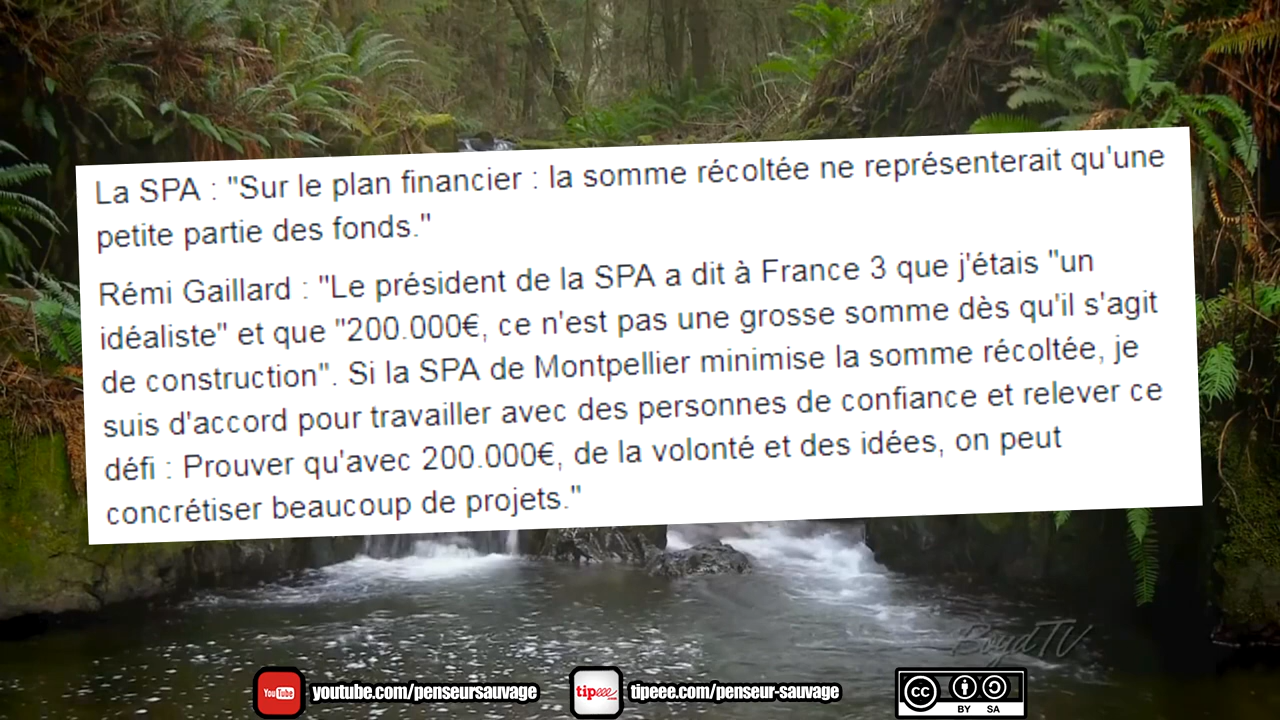 La SPA : "Sur le plan financier : la somme récoltée ne représenterait qu'une
petite partie des fonds."
Rémi Gaillard : "Le président de la SPA a dit à France 3 que j'étais "un
idéaliste" et que "200.000€, ce n'est pas une grosse somme dès qu'il s'agit
de construction". Si la SPA de Montpellier minimise la somme récoltée, je
suis d'accord pour travailler avec des personnes de confiance et relever ce
défi : Prouver qu'avec 200.000€, de la volonté et des idées, on peut
concrétiser beaucoup de projets."
BoydTV
YouTube youtube.com/penseursauvage tipeee tipeee.com/penseur-sauvage cc BY SA